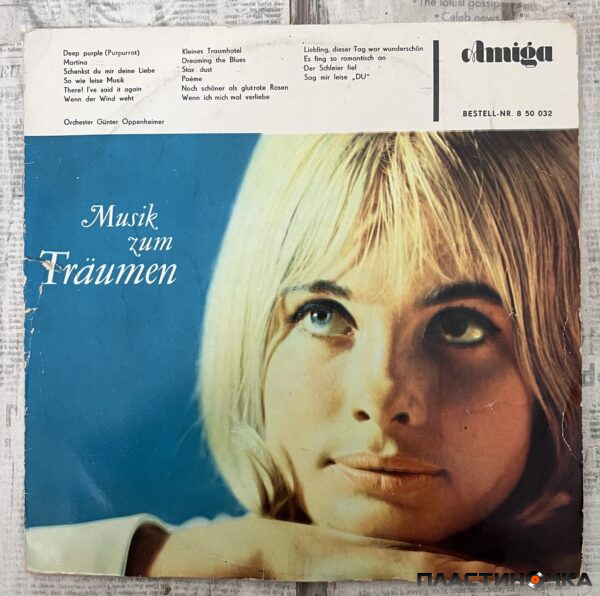 Deep purple (Purpurrot)
Martina
Schenkst du mir deine Liebe
So wie leise Musik
There! I've said it again
Wenn der Wind weht
Orchester Günter Oppenheimer
Kleines Traumhotel
Dreaming the Blues
Star dust
Poème
Noch schöner als glutrote Rosen
Wenn ich mich mal verliebe
Liebling, dieser Tag war wunderschön
Es fing so romantisch an
Der Schleier fiel
Sag mir leise „DU“
Amiga
BESTELL-NR. 8 50 032
Musik
zum
Träumen
ПЛАСТИНОЧКА